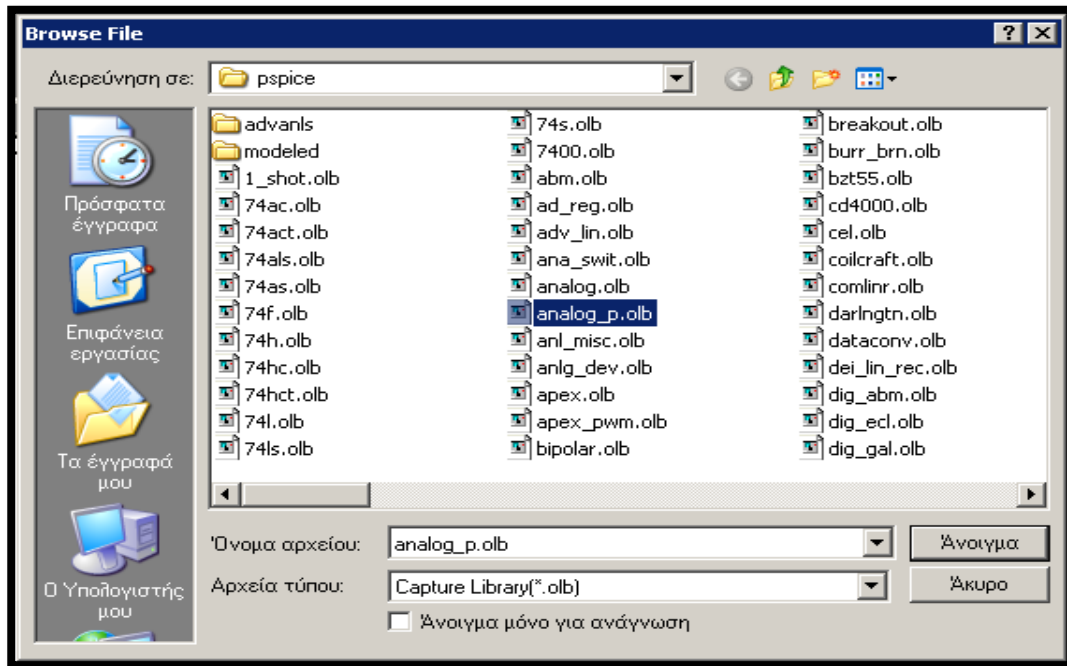 Browse File
Διερεύνηση σε: pspice
Πρόσφατα
έγγραφα
Επιφάνεια
εργασίας
Τα έγγραφά
μου
Ο Υπολογιστής
μου
advanls
modeled
1_shot.olb
74ac.olb
74act.olb
74als.olb
74as.olb
74f.olb
74h.olb
74hc.olb
74hct.olb
74l.olb
74ls.olb
74s.olb
7400.olb
abm.olb
ad_reg.olb
adv_lin.olb
ana_swit.olb
analog.olb
analog_p.olb
anl_misc.olb
anlg_dev.olb
apex.olb
apex_pwm.olb
bipolar.olb
breakout.olb
burr_brn.olb
bzt55.olb
cd4000.olb
cel.olb
coilcraft.olb
comlinr.olb
darlngtn.olb
dataconv.olb
dei_lin_rec.olb
dig_abm.olb
dig_ecl.olb
dig_gal.olb
Όνομα αρχείου: analog_p.olb Άνοιγμα
Αρχεία τύπου: Capture Library(*.olb) Άκυρο
Άνοιγμα μόνο για ανάγνωση